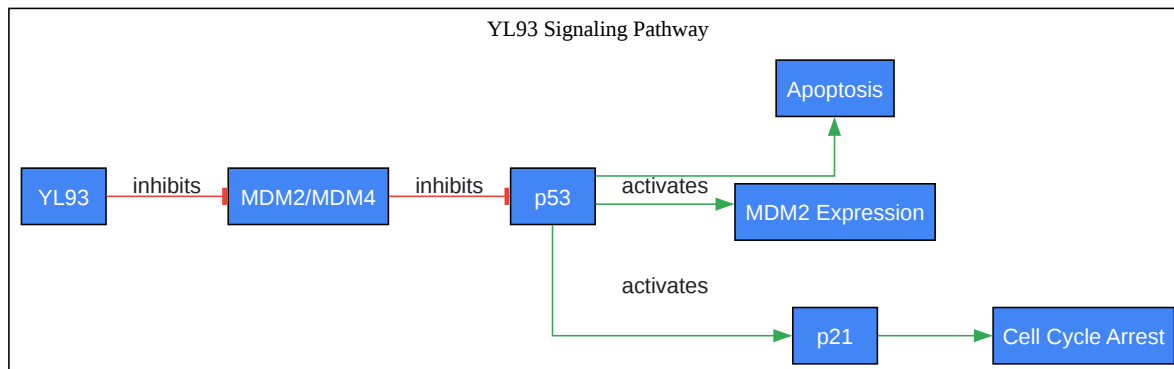 YL93 Signaling Pathway
Apoptosis
YL93
inhibits
MDM2/MDM4
inhibits
p53
activates
MDM2 Expression
activates
p21
Cell Cycle Arrest